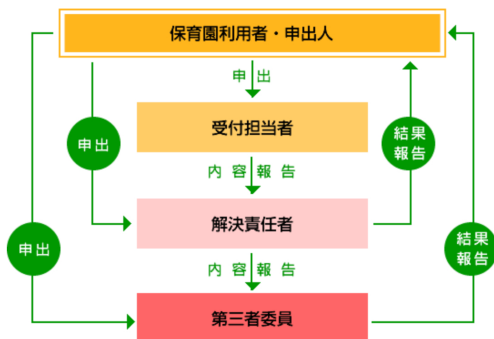 保育園利用者・申出人
申出
受付担当者
申出
結果
報告
内容報告
解決責任者
申出
内容報告
結果
報告
第三者委員